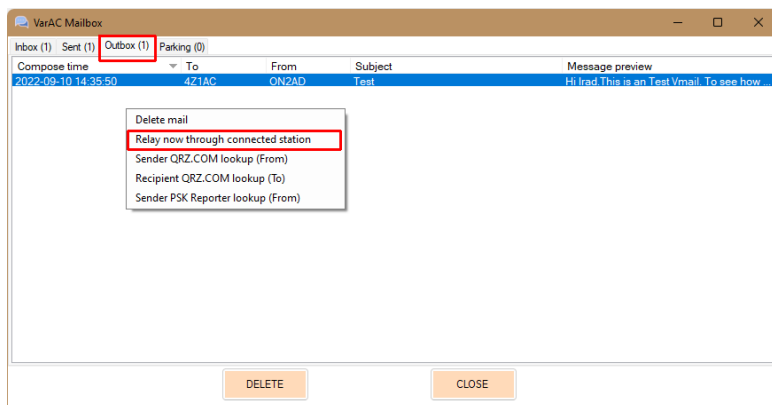 VarAC Mailbox
Inbox (1) Sent (1) Outbox (1) Parking (0)
Compose time To From Subject Message preview
2022-09-10 14:35:50 4Z1AC ON2AD Test Hi Irad.This is an Test Vmail. To see how ...
Delete mail
Relay now through connected station
Sender QRZ.COM lookup (From)
Recipient QRZ.COM lookup (To)
Sender PSK Reporter lookup (From)
DELETE CLOSE